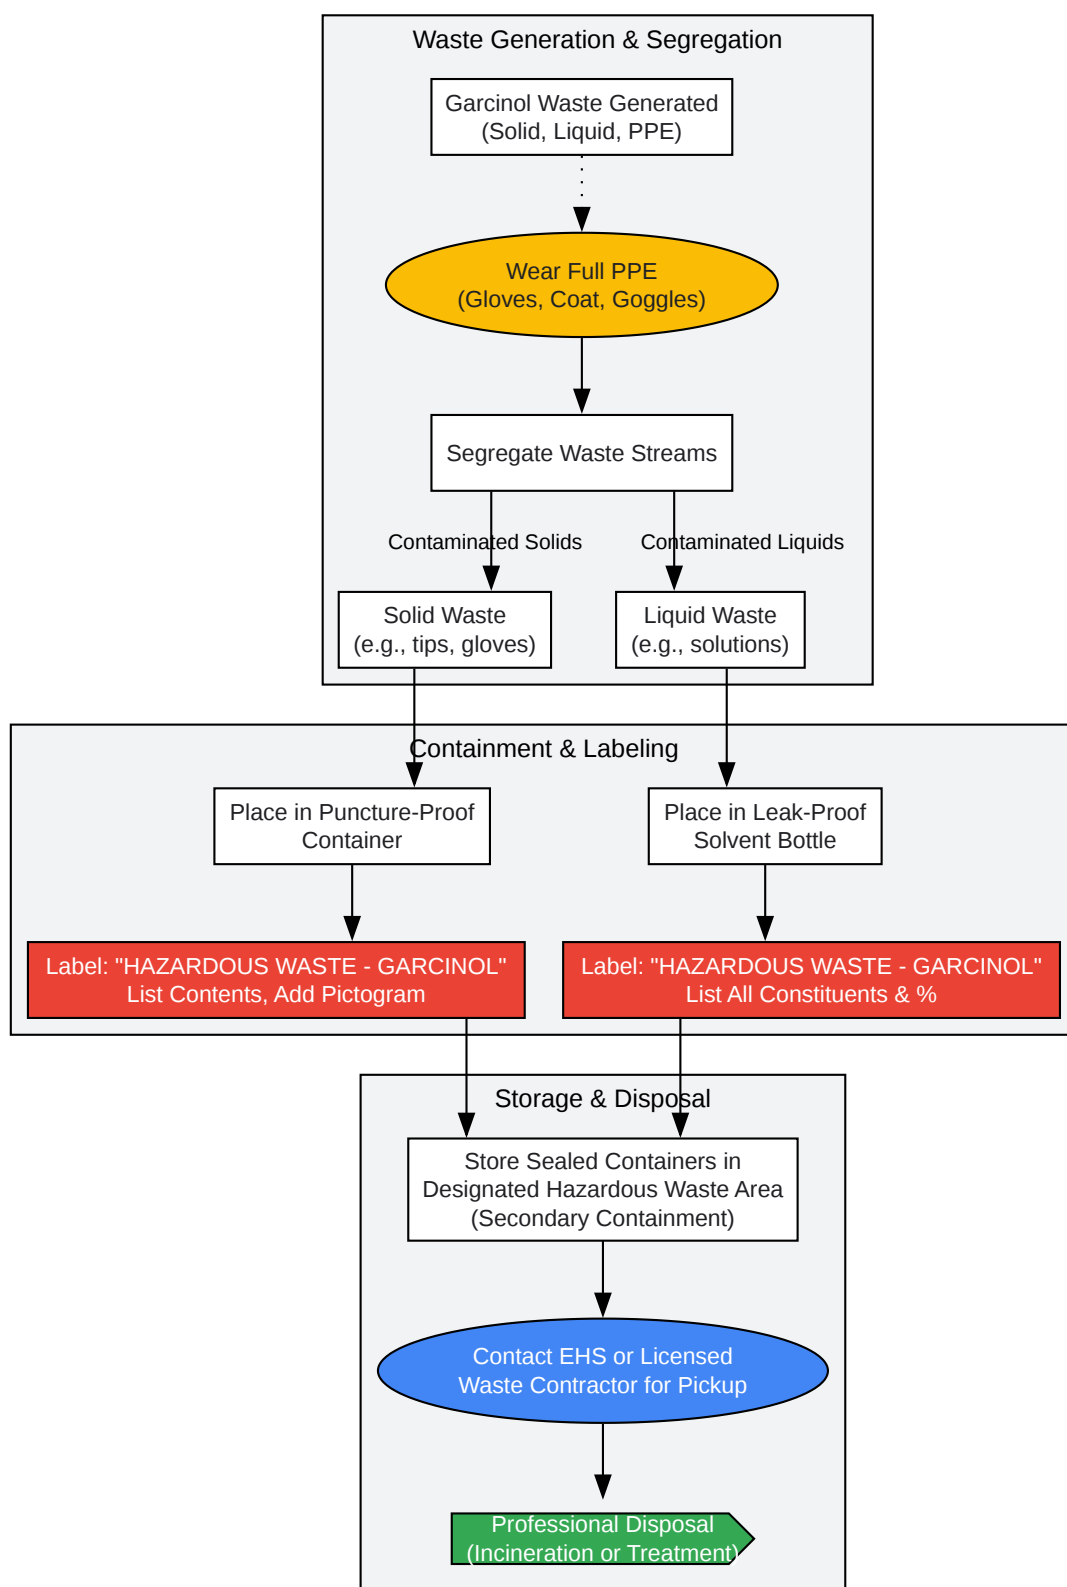 Waste Generation & Segregation
Garcinol Waste Generated
(Solid, Liquid, PPE)
Wear Full PPE
(Gloves, Coat, Goggles)
Segregate Waste Streams
Contaminated Solids
Contaminated Liquids
Solid Waste
(e.g., tips, gloves)
Liquid Waste
(e.g., solutions)
Containment & Labeling
Place in Puncture-Proof
Container
Place in Leak-Proof
Solvent Bottle
Label: "HAZARDOUS WASTE - GARCINOL"
List Contents, Add Pictogram
Label: "HAZARDOUS WASTE - GARCINOL"
List All Constituents & %
Storage & Disposal
Store Sealed Containers in
Designated Hazardous Waste Area
(Secondary Containment)
Contact EHS or Licensed
Waste Contractor for Pickup
Professional Disposal
(Incineration or Treatment)